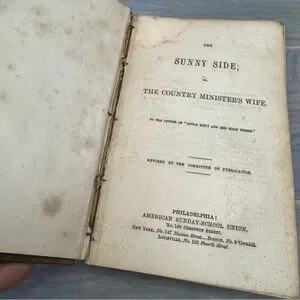 THE
SUNNY SIDE;
OR,
THE COUNTRY MINISTER'S WIFE.
BY THE AUTHOR OF "LITTLE KITTY AND HER BIBLE VERSES."
REVISED BY THE COMMITTEE OF PUBLICATION.
PHILADELPHIA:
AMERICAN SUNDAY-SCHOOL UNION,
No. 146 CHESTNUT STREET.
NEW YORK, No. 147 Nassau Street....BOSTON, No. 9 Cornhill.
LOUISVILLE, No. 103 Fourth Street.